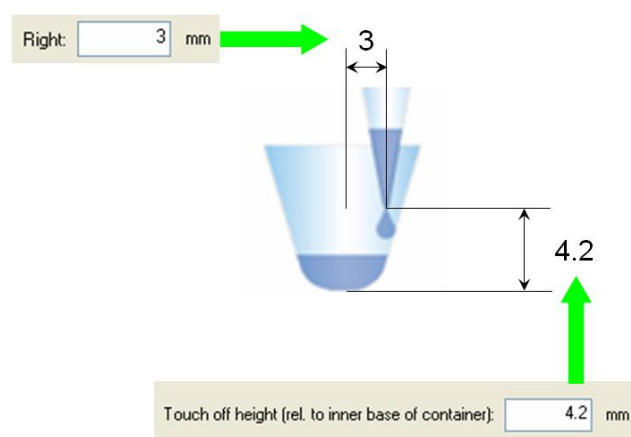 Right: 3 mm
3
4.2
Touch off height (rel. to inner base of container): 4.2 mm